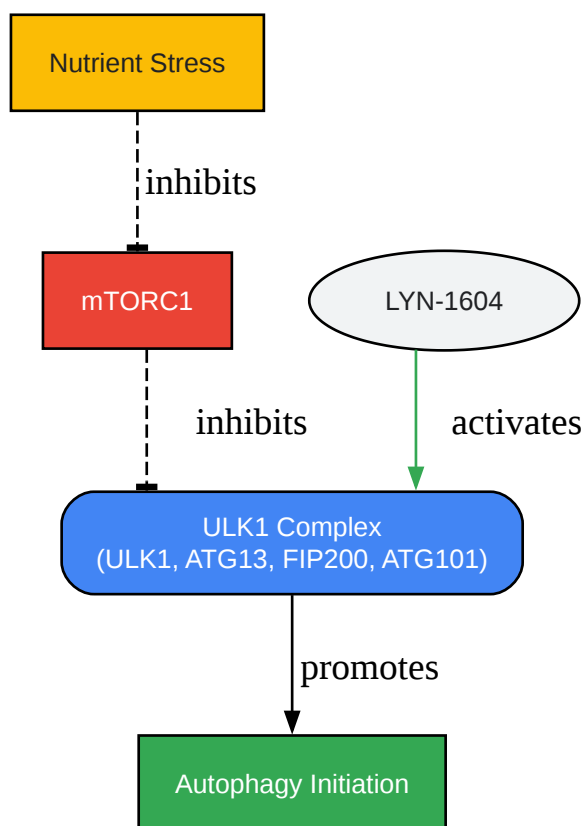 Nutrient Stress
inhibits
mTORC1
LYN-1604
inhibits
activates
ULK1 Complex
(ULK1, ATG13, FIP200, ATG101)
promotes
Autophagy Initiation